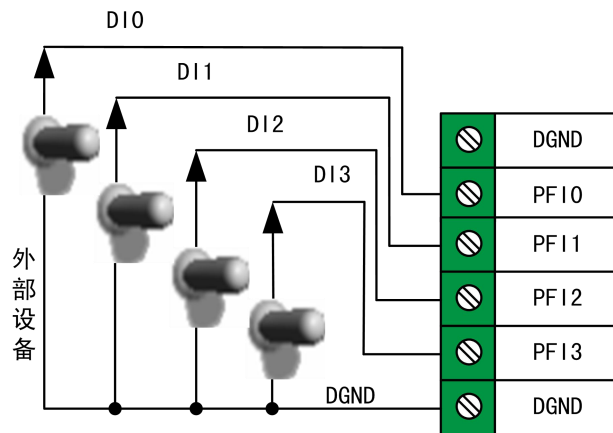 DI0
DI1
DI2
DI3
外部设备
DGND
DGND
PFI0
PFI1
PFI2
PFI3
DGND